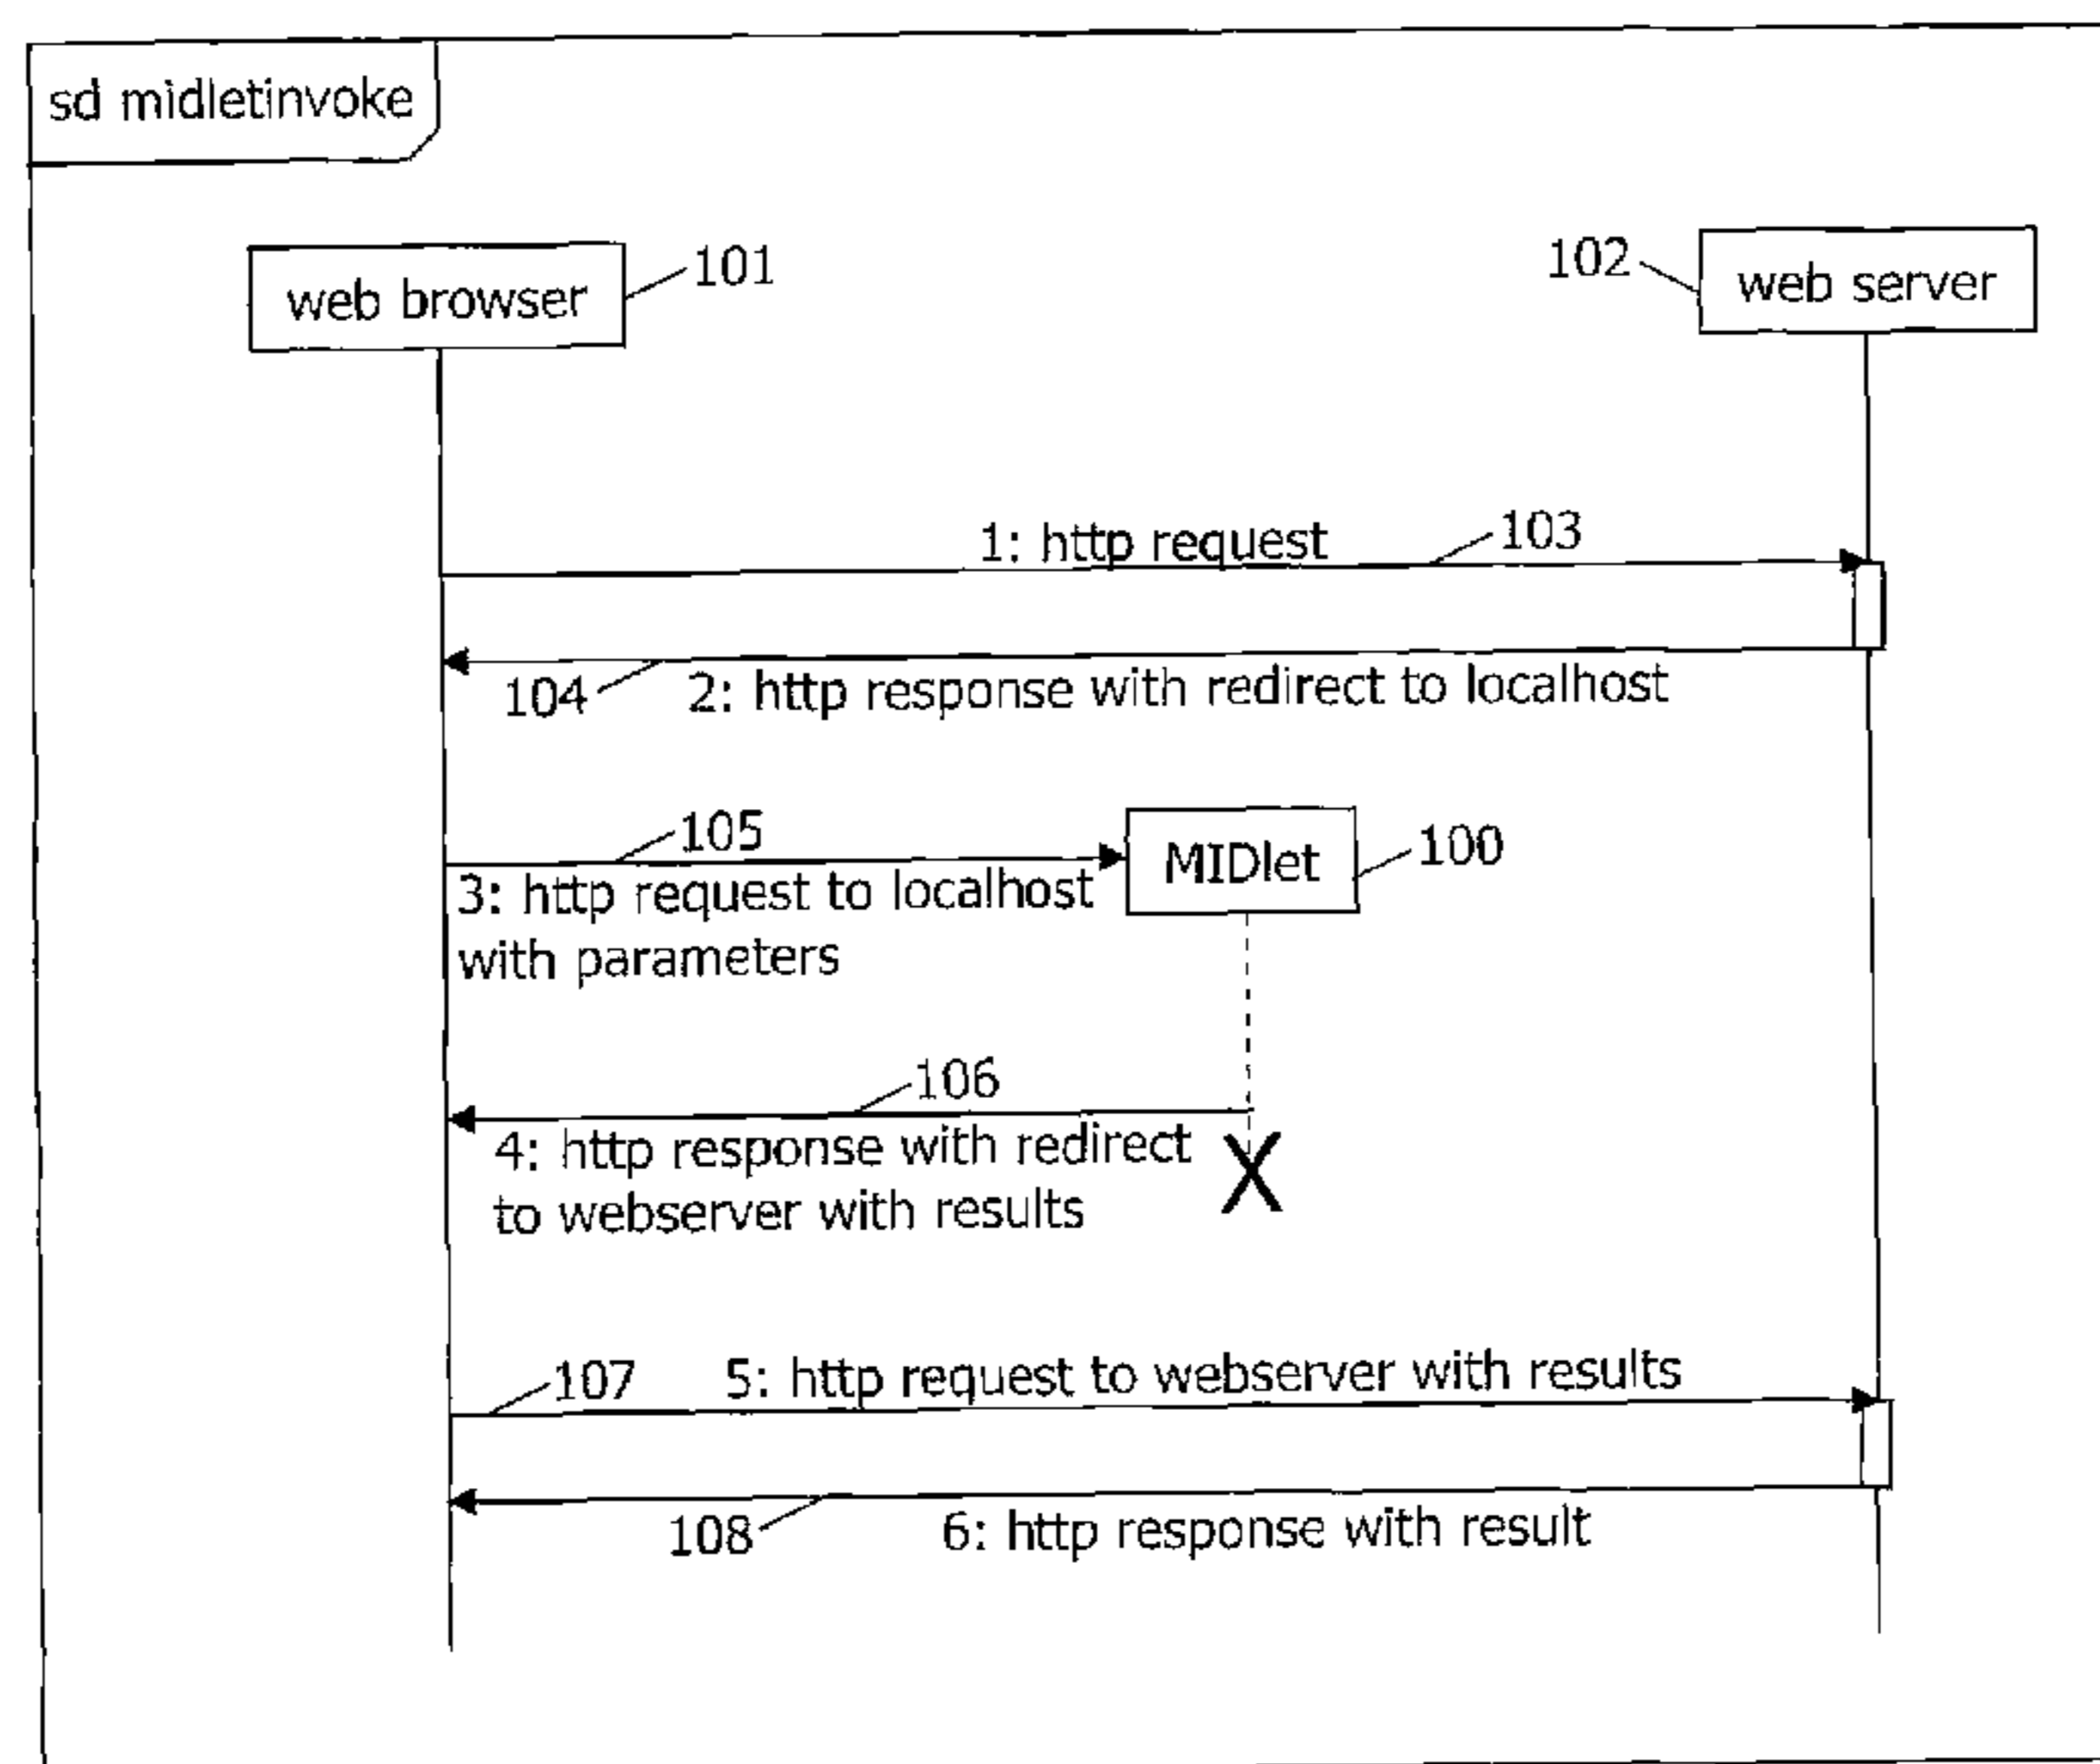 sd midletinvoke
web browser
101
102
web server
1: http request
103
104
2: http response with redirect to localhost
105
MIDlet
100
3: http request to localhost
with parameters
106
4: http response with redirect
to webserver with results
107
5: http request to webserver with results
108
6: http response with result